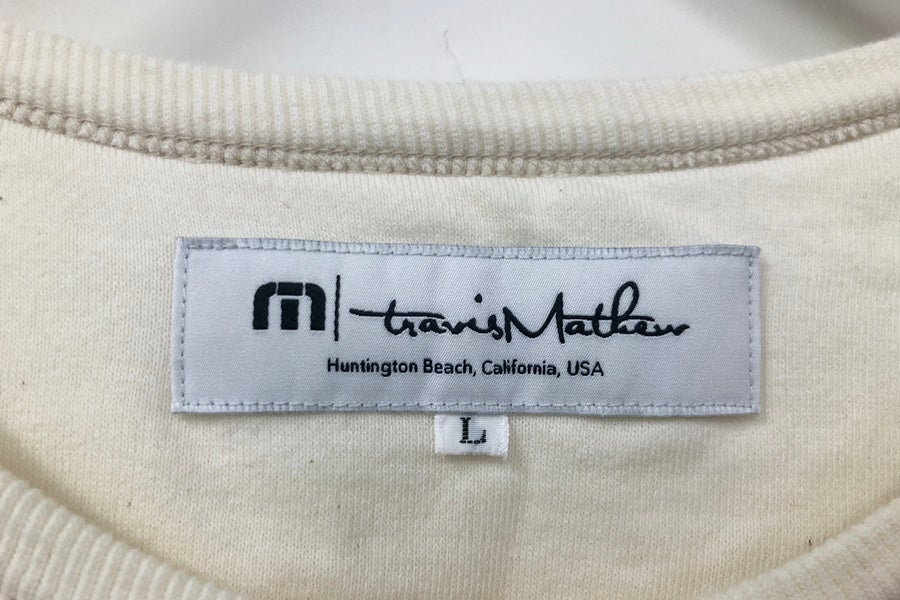 travisMathew
Huntington Beach, California, USA
L